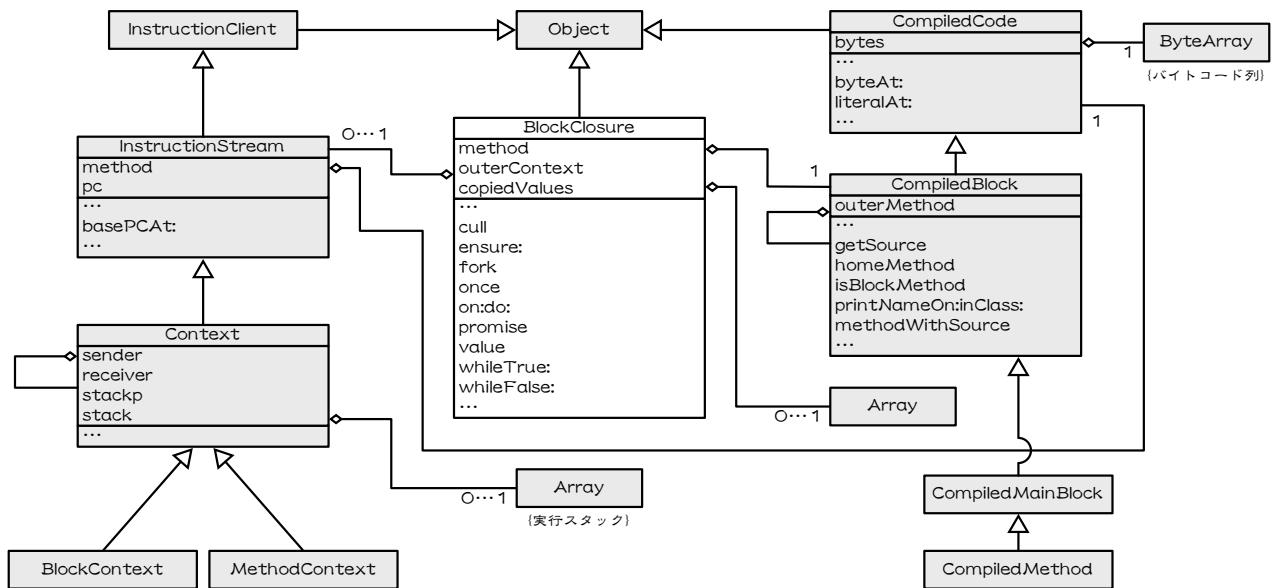 InstructionClient
Object
CompiledCode
bytes
…
byteAt:
literalAt:
…
1
ByteArray
{バイトコード列}
1
InstructionStream
method
pc
…
basePCAt:
…
0…1
BlockClosure
method
outerContext
copiedValues
…
cull
ensure:
fork
once
on:do:
promise
value
whileTrue:
whileFalse:
…
1
CompiledBlock
outerMethod
…
getSource
homeMethod
isBlockMethod
printNameOn:inClass:
methodWithSource
…
Context
sender
receiver
stackp
stack
…
0…1
Array
0…1
Array
{実行スタック}
CompiledMainBlock
BlockContext
MethodContext
CompiledMethod